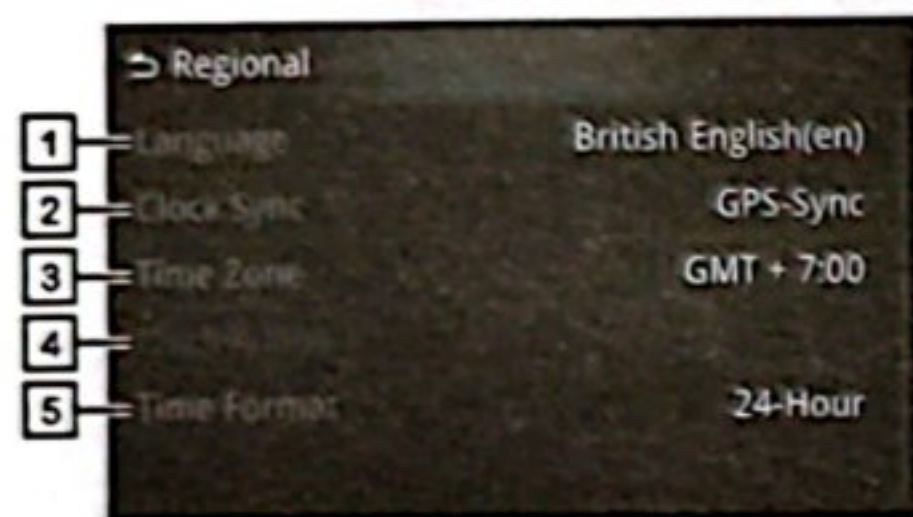 Regional
1 Language British English(en)
2 Clock Sync GPS-Sync
3 Time Zone GMT + 7:00
4
5 Time Format 24-Hour